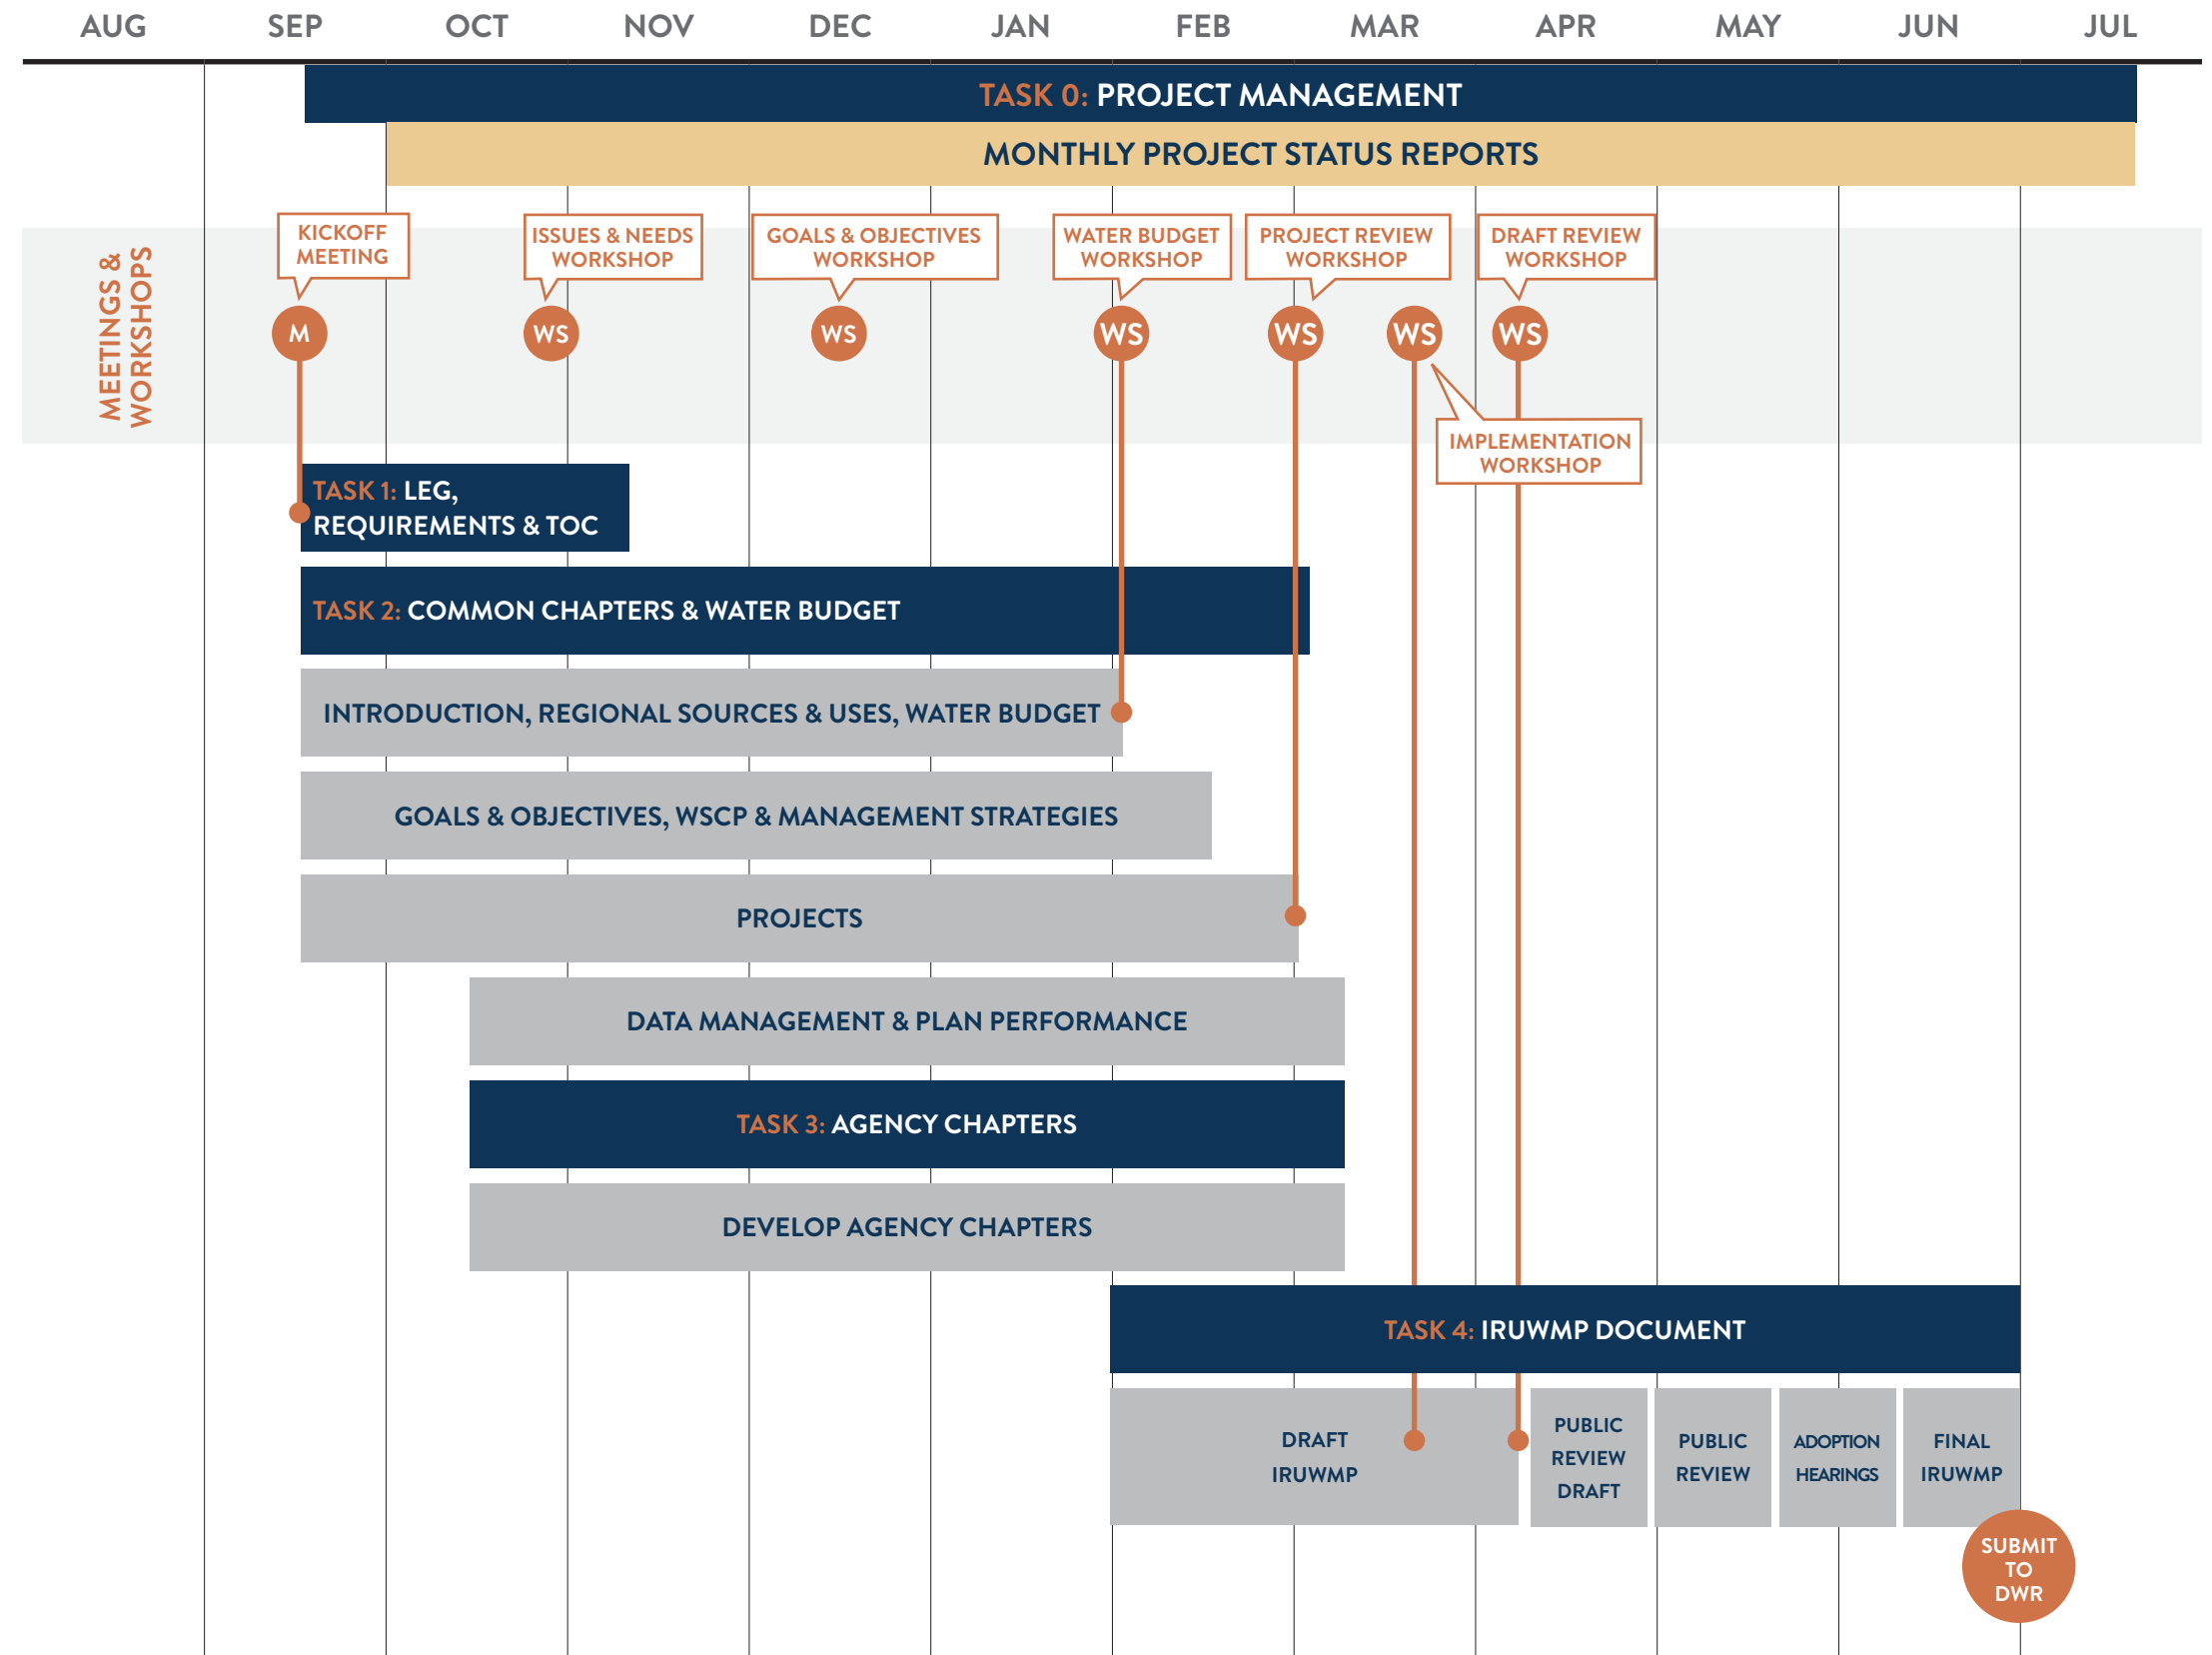 AUG SEP OCT NOV DEC JAN FEB MAR APR MAY JUN JUL
TASK 0: PROJECT MANAGEMENT
MONTHLY PROJECT STATUS REPORTS
MEETINGS &
WORKSHOPS
KICKOFF
MEETING
ISSUES & NEEDS
WORKSHOP
GOALS & OBJECTIVES
WORKSHOP
WATER BUDGET
WORKSHOP
PROJECT REVIEW
WORKSHOP
DRAFT REVIEW
WORKSHOP
M WS WS WS WS WS WS
IMPLEMENTATION
WORKSHOP
TASK 1: LEG,
REQUIREMENTS & TOC
TASK 2: COMMON CHAPTERS & WATER BUDGET
INTRODUCTION, REGIONAL SOURCES & USES, WATER BUDGET
GOALS & OBJECTIVES, WSCP & MANAGEMENT STRATEGIES
PROJECTS
DATA MANAGEMENT & PLAN PERFORMANCE
TASK 3: AGENCY CHAPTERS
DEVELOP AGENCY CHAPTERS
TASK 4: IRUWMP DOCUMENT
DRAFT
IRUWMP
PUBLIC
REVIEW
DRAFT
PUBLIC
REVIEW
ADOPTION
HEARINGS
FINAL
IRUWMP
SUBMIT
TO
DWR